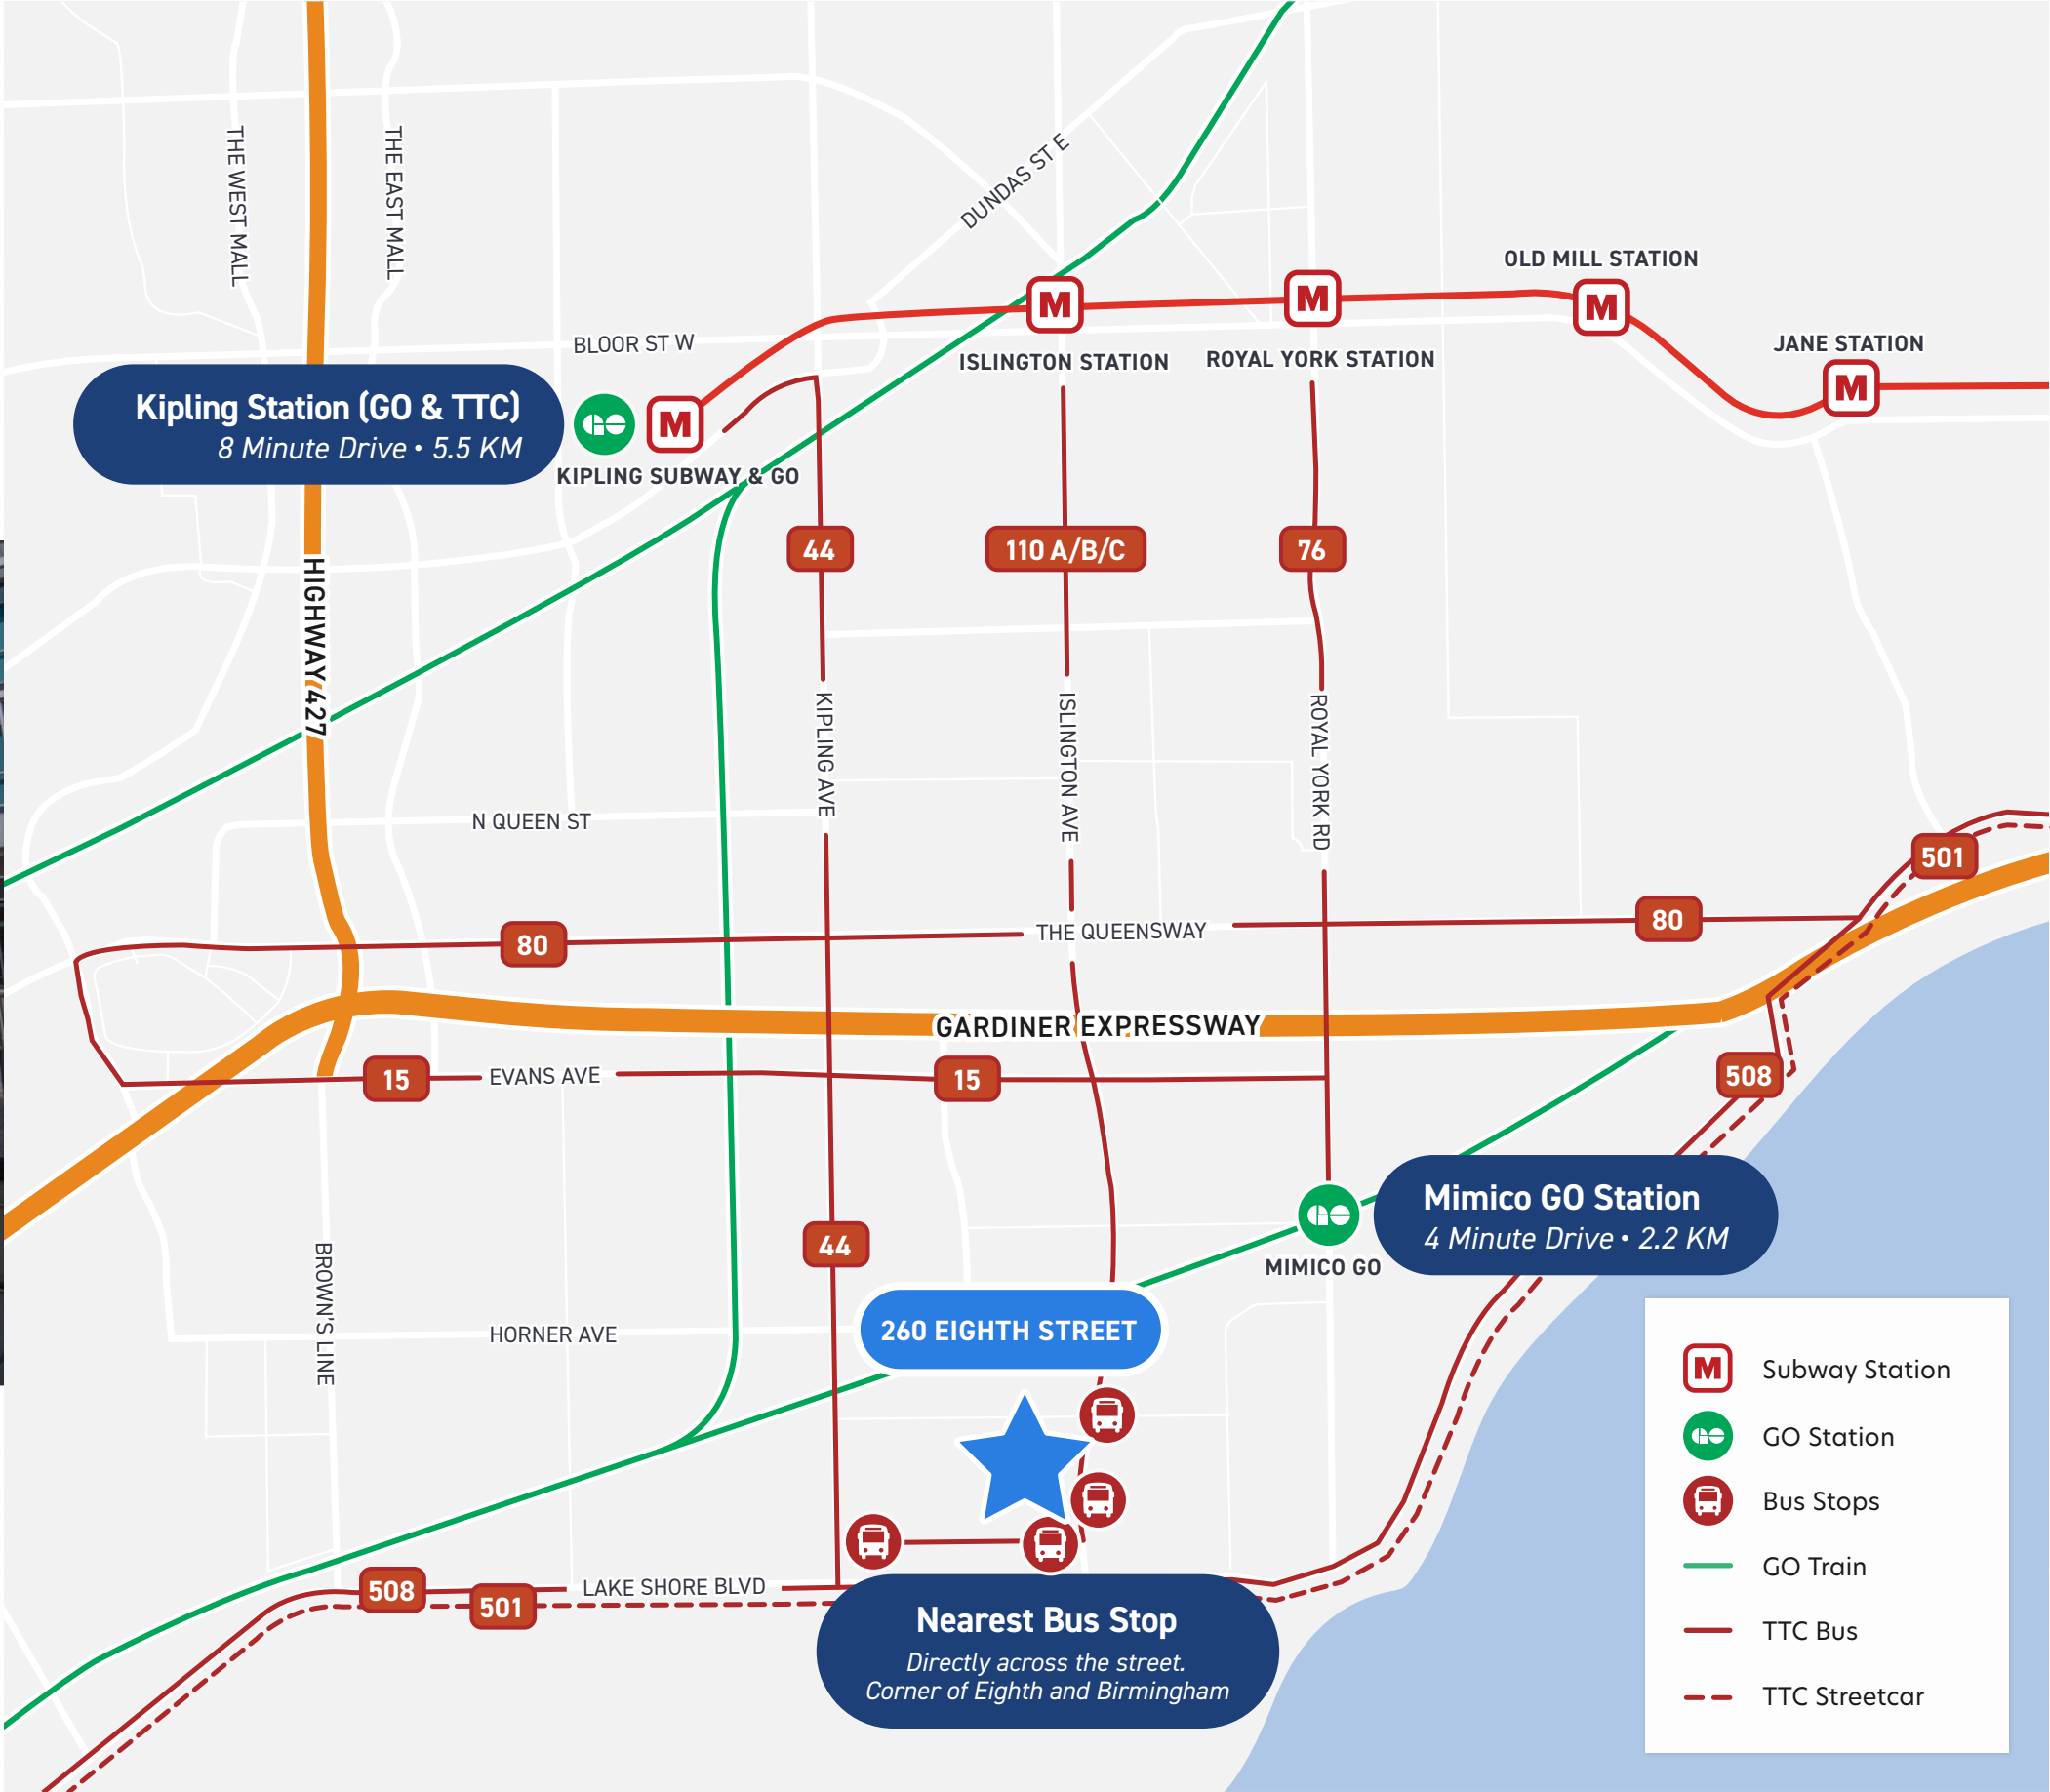 THE WEST MALL
THE EAST MALL
DUNDAS ST E
OLD MILL STATION
M
M
M
BLOOR ST W
ISLINGTON STATION
ROYAL YORK STATION
JANE STATION
M
Kipling Station (GO & TTC)
8 Minute Drive • 5.5 KM
M
KIPLING SUBWAY & GO
44
110 A/B/C
76
HIGHWAY 427
KIPLING AVE
ISLINGTON AVE
ROYAL YORK RD
N QUEEN ST
501
80
THE QUEENSWAY
80
GARDINER EXPRESSWAY
15
EVANS AVE
15
508
Mimico GO Station
4 Minute Drive • 2.2 KM
MIMICO GO
44
BROWN'S LINE
HORNER AVE
260 EIGHTH STREET
508
501
LAKE SHORE BLVD
Nearest Bus Stop
Directly across the street.
Corner of Eighth and Birmingham
M
Subway Station
GO Station
Bus Stops
GO Train
TTC Bus
TTC Streetcar